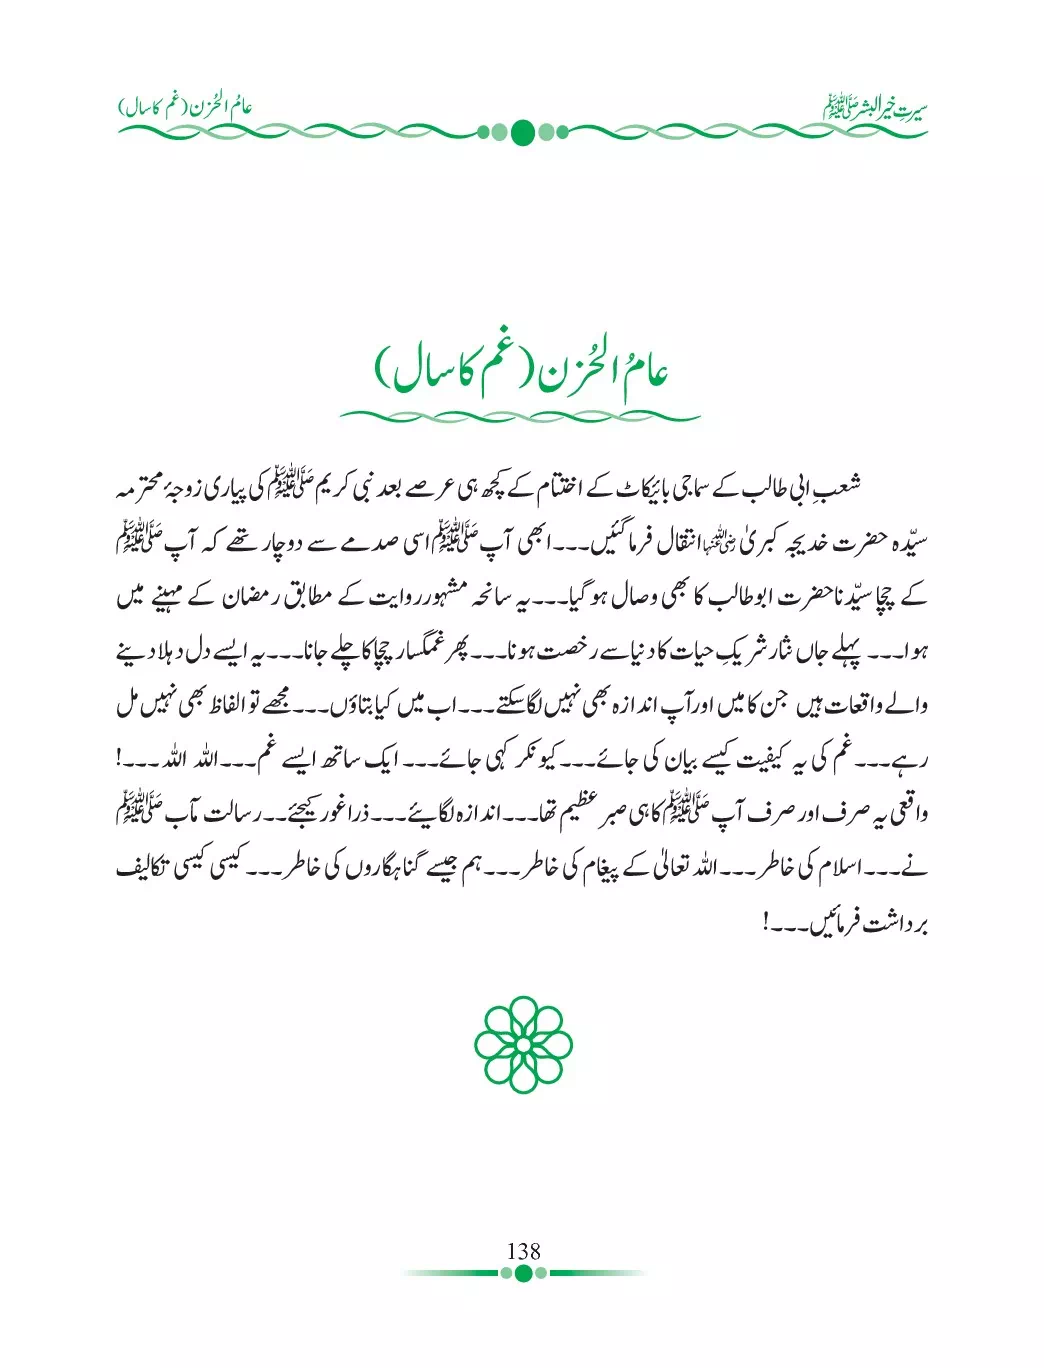 سیرتِ خیر البشر ﷺ
عامُ الحُزن (غم کا سال)
عامُ الحُزن (غم کا سال)
شعبِ ابی طالب کے سماجی بائیکاٹ کے اختتام کے کچھ ہی عرصے بعد نبی کریم ﷺ کی پیاری زوجۂ محترمہ
سیّدہ حضرت خدیجہ کبریٰ رضی اللہ عنہا انتقال فرما گئیں۔۔۔ابھی آپ ﷺ اسی صدمے سے دوچار تھے کہ آپ ﷺ
کے چچا سیّدنا حضرت ابو طالب کا بھی وصال ہو گیا۔۔۔یہ سانحہ مشہور روایت کے مطابق رمضان کے مہینے میں
ہوا۔۔۔ پہلے جاں نثار شریکِ حیات کا دنیا سے رخصت ہونا۔۔۔پھر غمگسار چچا کا چلے جانا۔۔۔یہ ایسے دل دہلا دینے
والے واقعات ہیں جن کا میں اور آپ اندازہ بھی نہیں لگا سکتے۔۔۔اب میں کیا بتاؤں۔۔۔مجھے تو الفاظ بھی نہیں مل
رہے۔۔۔غم کی یہ کیفیت کیسے بیان کی جائے۔۔۔کیونکر کہی جائے۔۔۔ ایک ساتھ ایسے غم۔۔۔اللہ اللہ ۔۔۔!
واقعی یہ صرف اور صرف آپ ﷺ کا ہی صبر عظیم تھا۔۔۔اندازہ لگائیے۔۔۔ذرا غور کیجئے۔۔رسالت مآب ﷺ
نے۔۔۔اسلام کی خاطر۔۔۔اللہ تعالیٰ کے پیغام کی خاطر۔۔۔ہم جیسے گناہگاروں کی خاطر۔۔۔ کیسی کیسی تکالیف
برداشت فرمائیں۔۔۔!
138